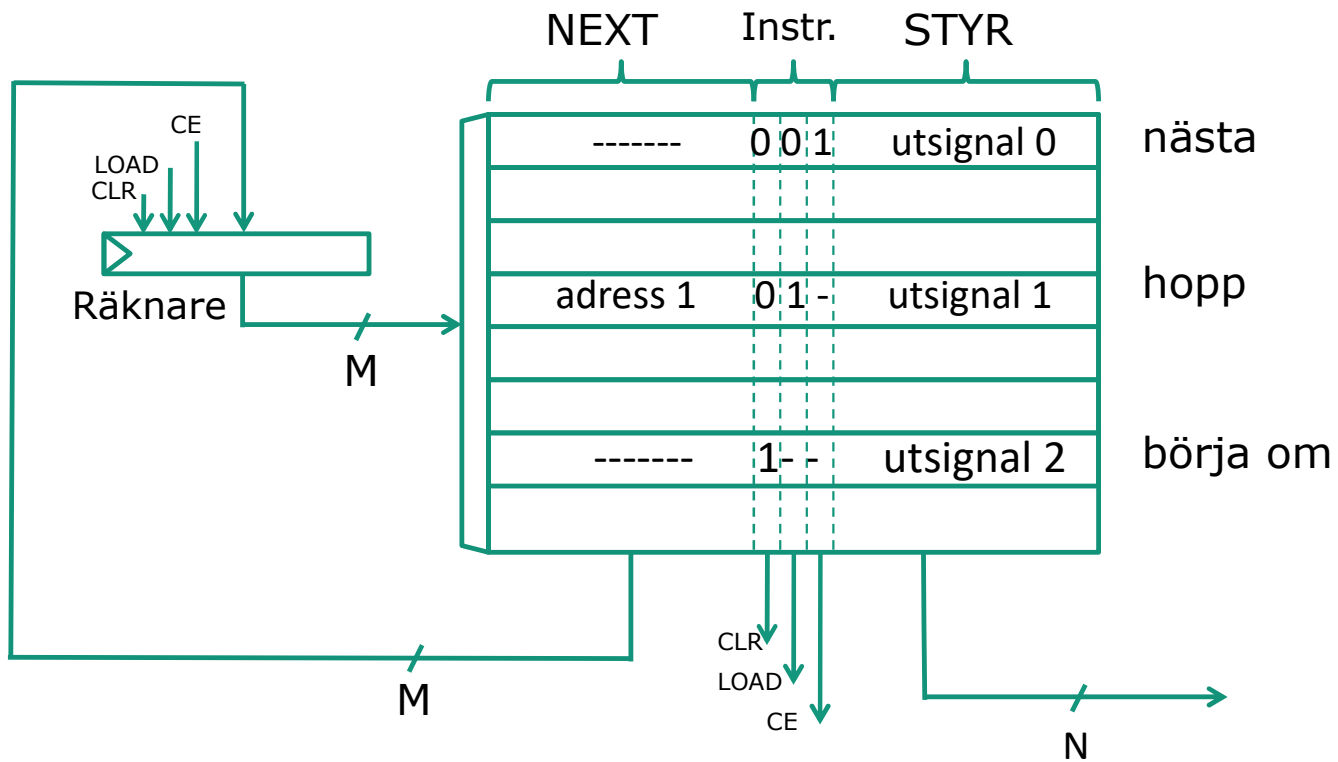 NEXT Instr. STYR
CE
LOAD
CLR
------- 0 0 1 utsignal 0 nästa
Räknare
adress 1 0 1 - utsignal 1 hopp
M
------- 1 - - utsignal 2 börja om
CLR
LOAD
CE
M
N